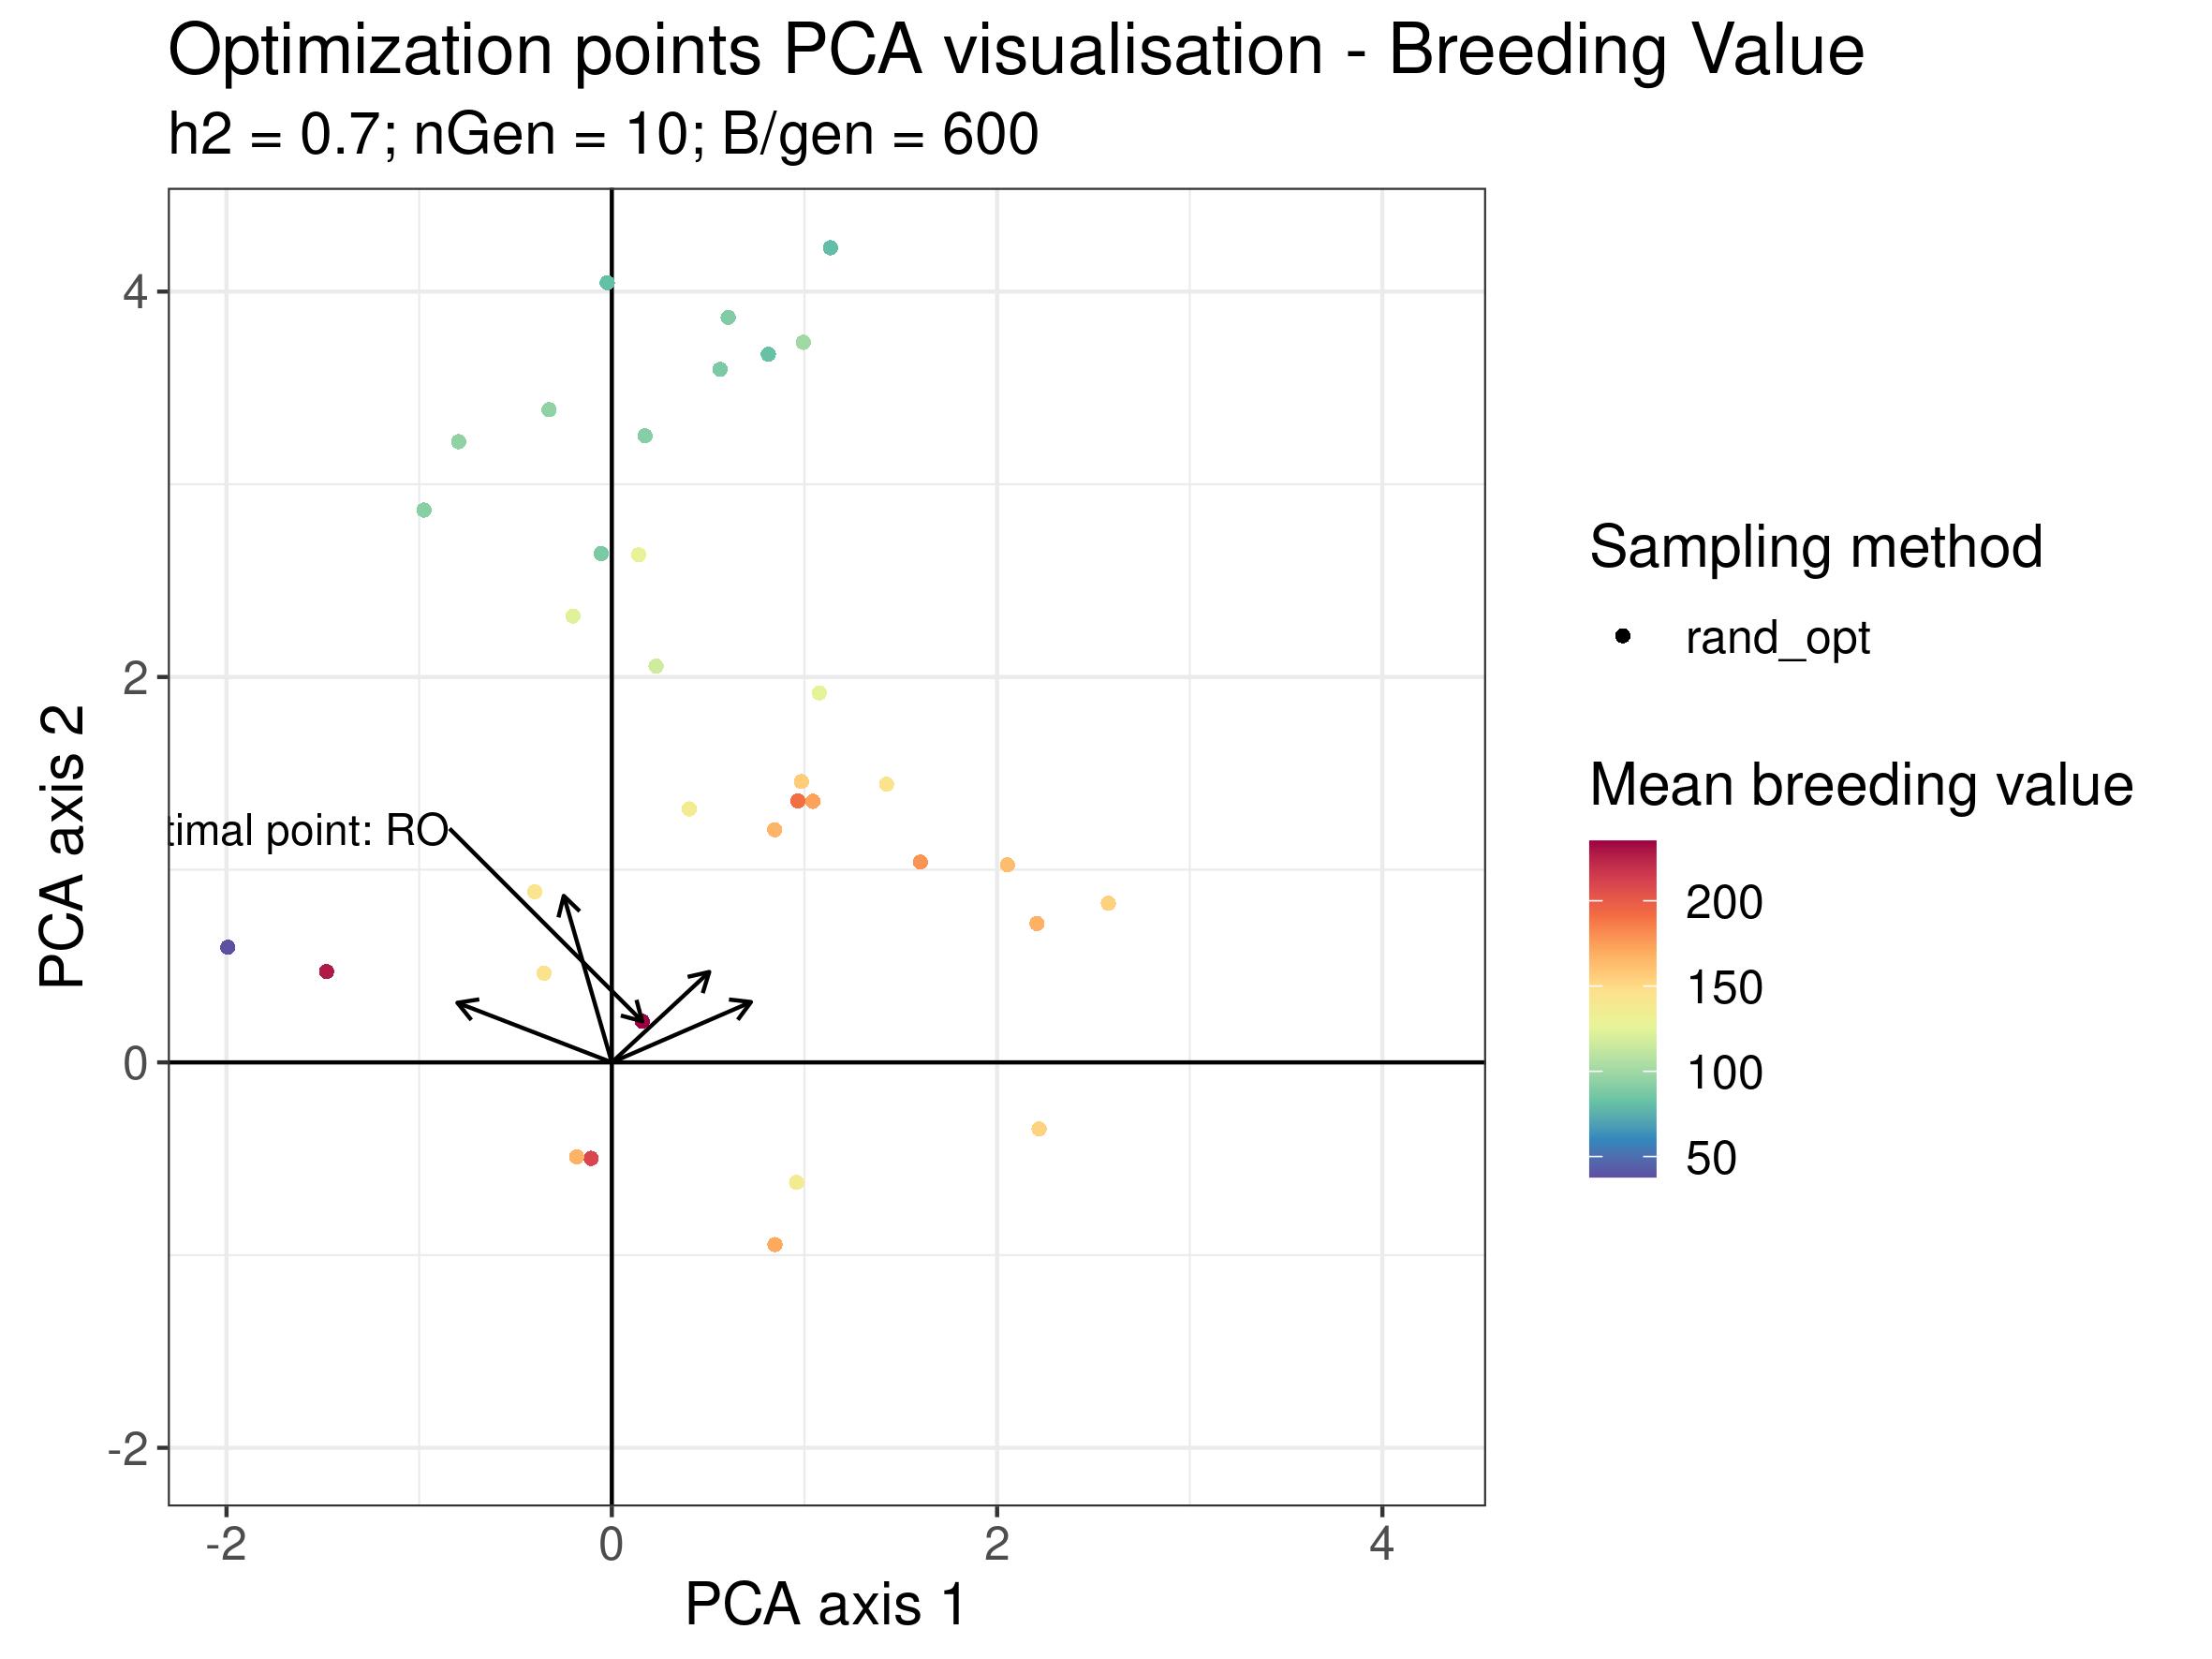 Optimization points PCA visualisation - Breeding Value
h2 = 0.7; nGen = 10; B/gen = 600
4
2
0
-2
PCA axis 2
timal point: RO
-2
0
2
4
PCA axis 1
Sampling method
rand_opt
Mean breeding value
200
150
100
50